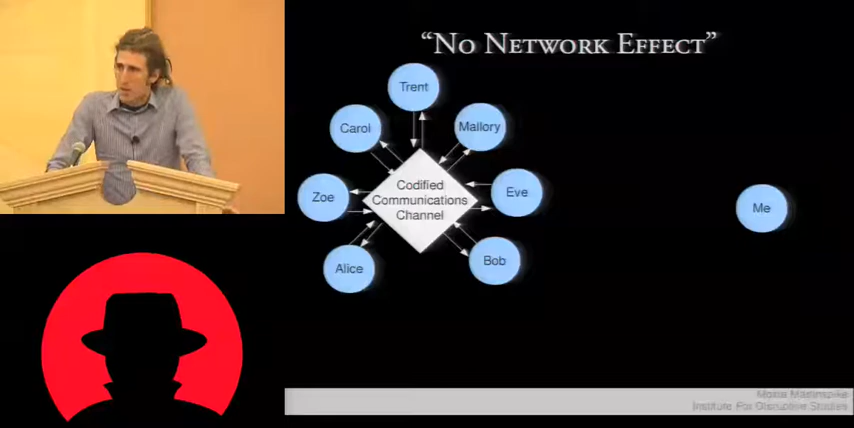 “No Network Effect”
Trent
Carol
Mallory
Codified
Communications
Channel
Zoe
Eve
Me
Alice
Bob
Moxie Marlinspike
Institute For Disruptive Studies